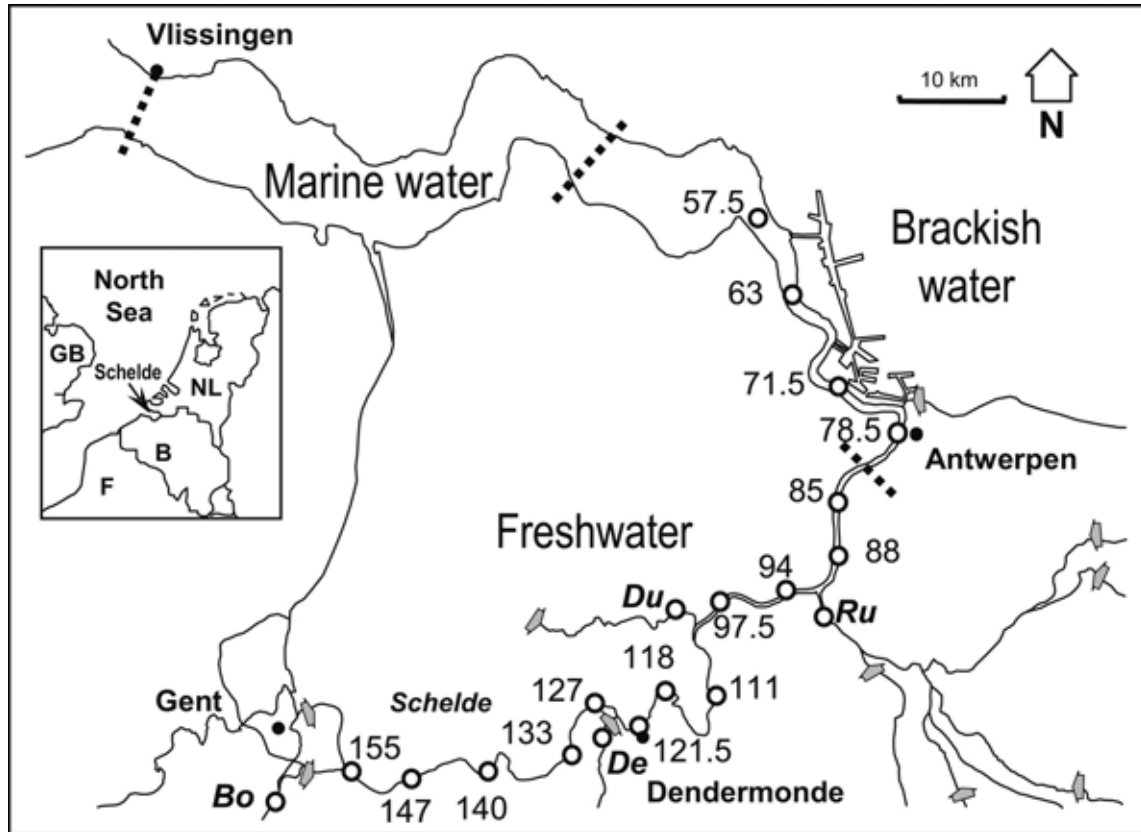 Vlissingen
10 km
N
Marine water
57.5
Brackish
water
63
North
Sea
GB
Schelde
NL
B
F
71.5
78.5
Antwerpen
85
Freshwater
88
94
Du
97.5
Ru
118
111
127
Schelde
Gent
133
121.5
De
155
Dendermonde
Bo
147
140